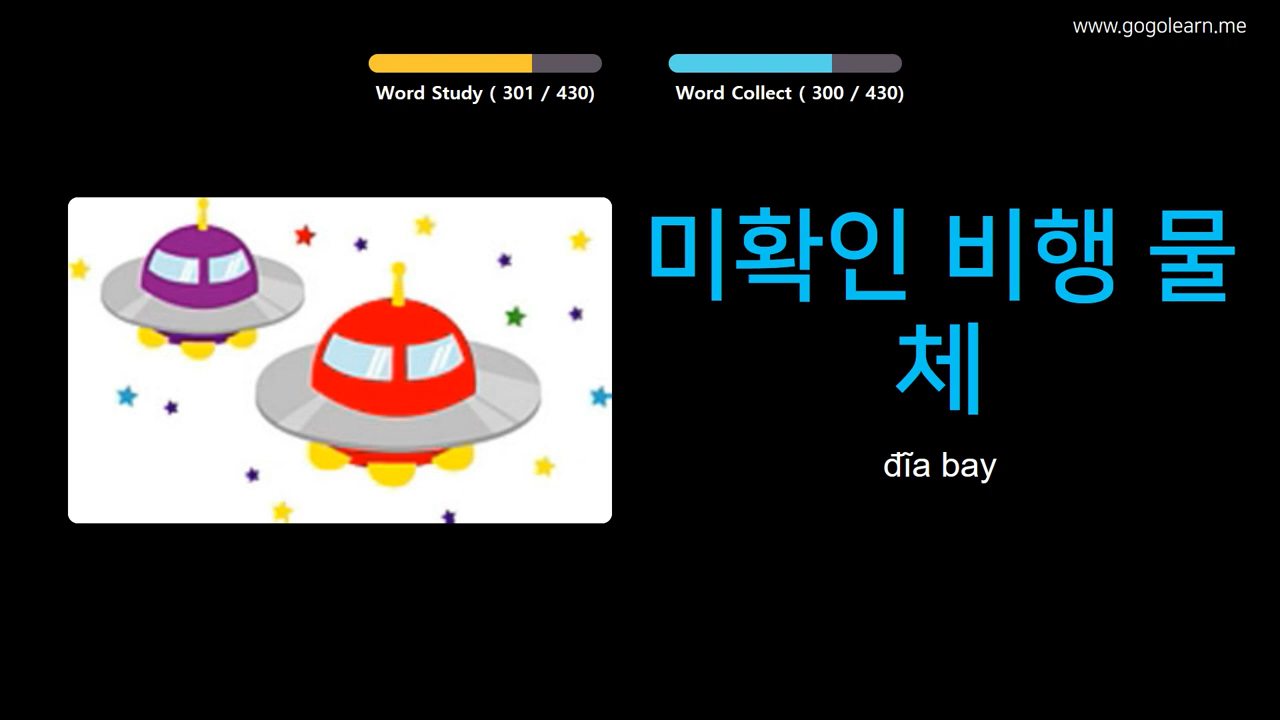 www.gogolearn.me
Word Study ( 301 / 430)
Word Collect ( 300 / 430)
미확인 비행 물
체
đĩa bay